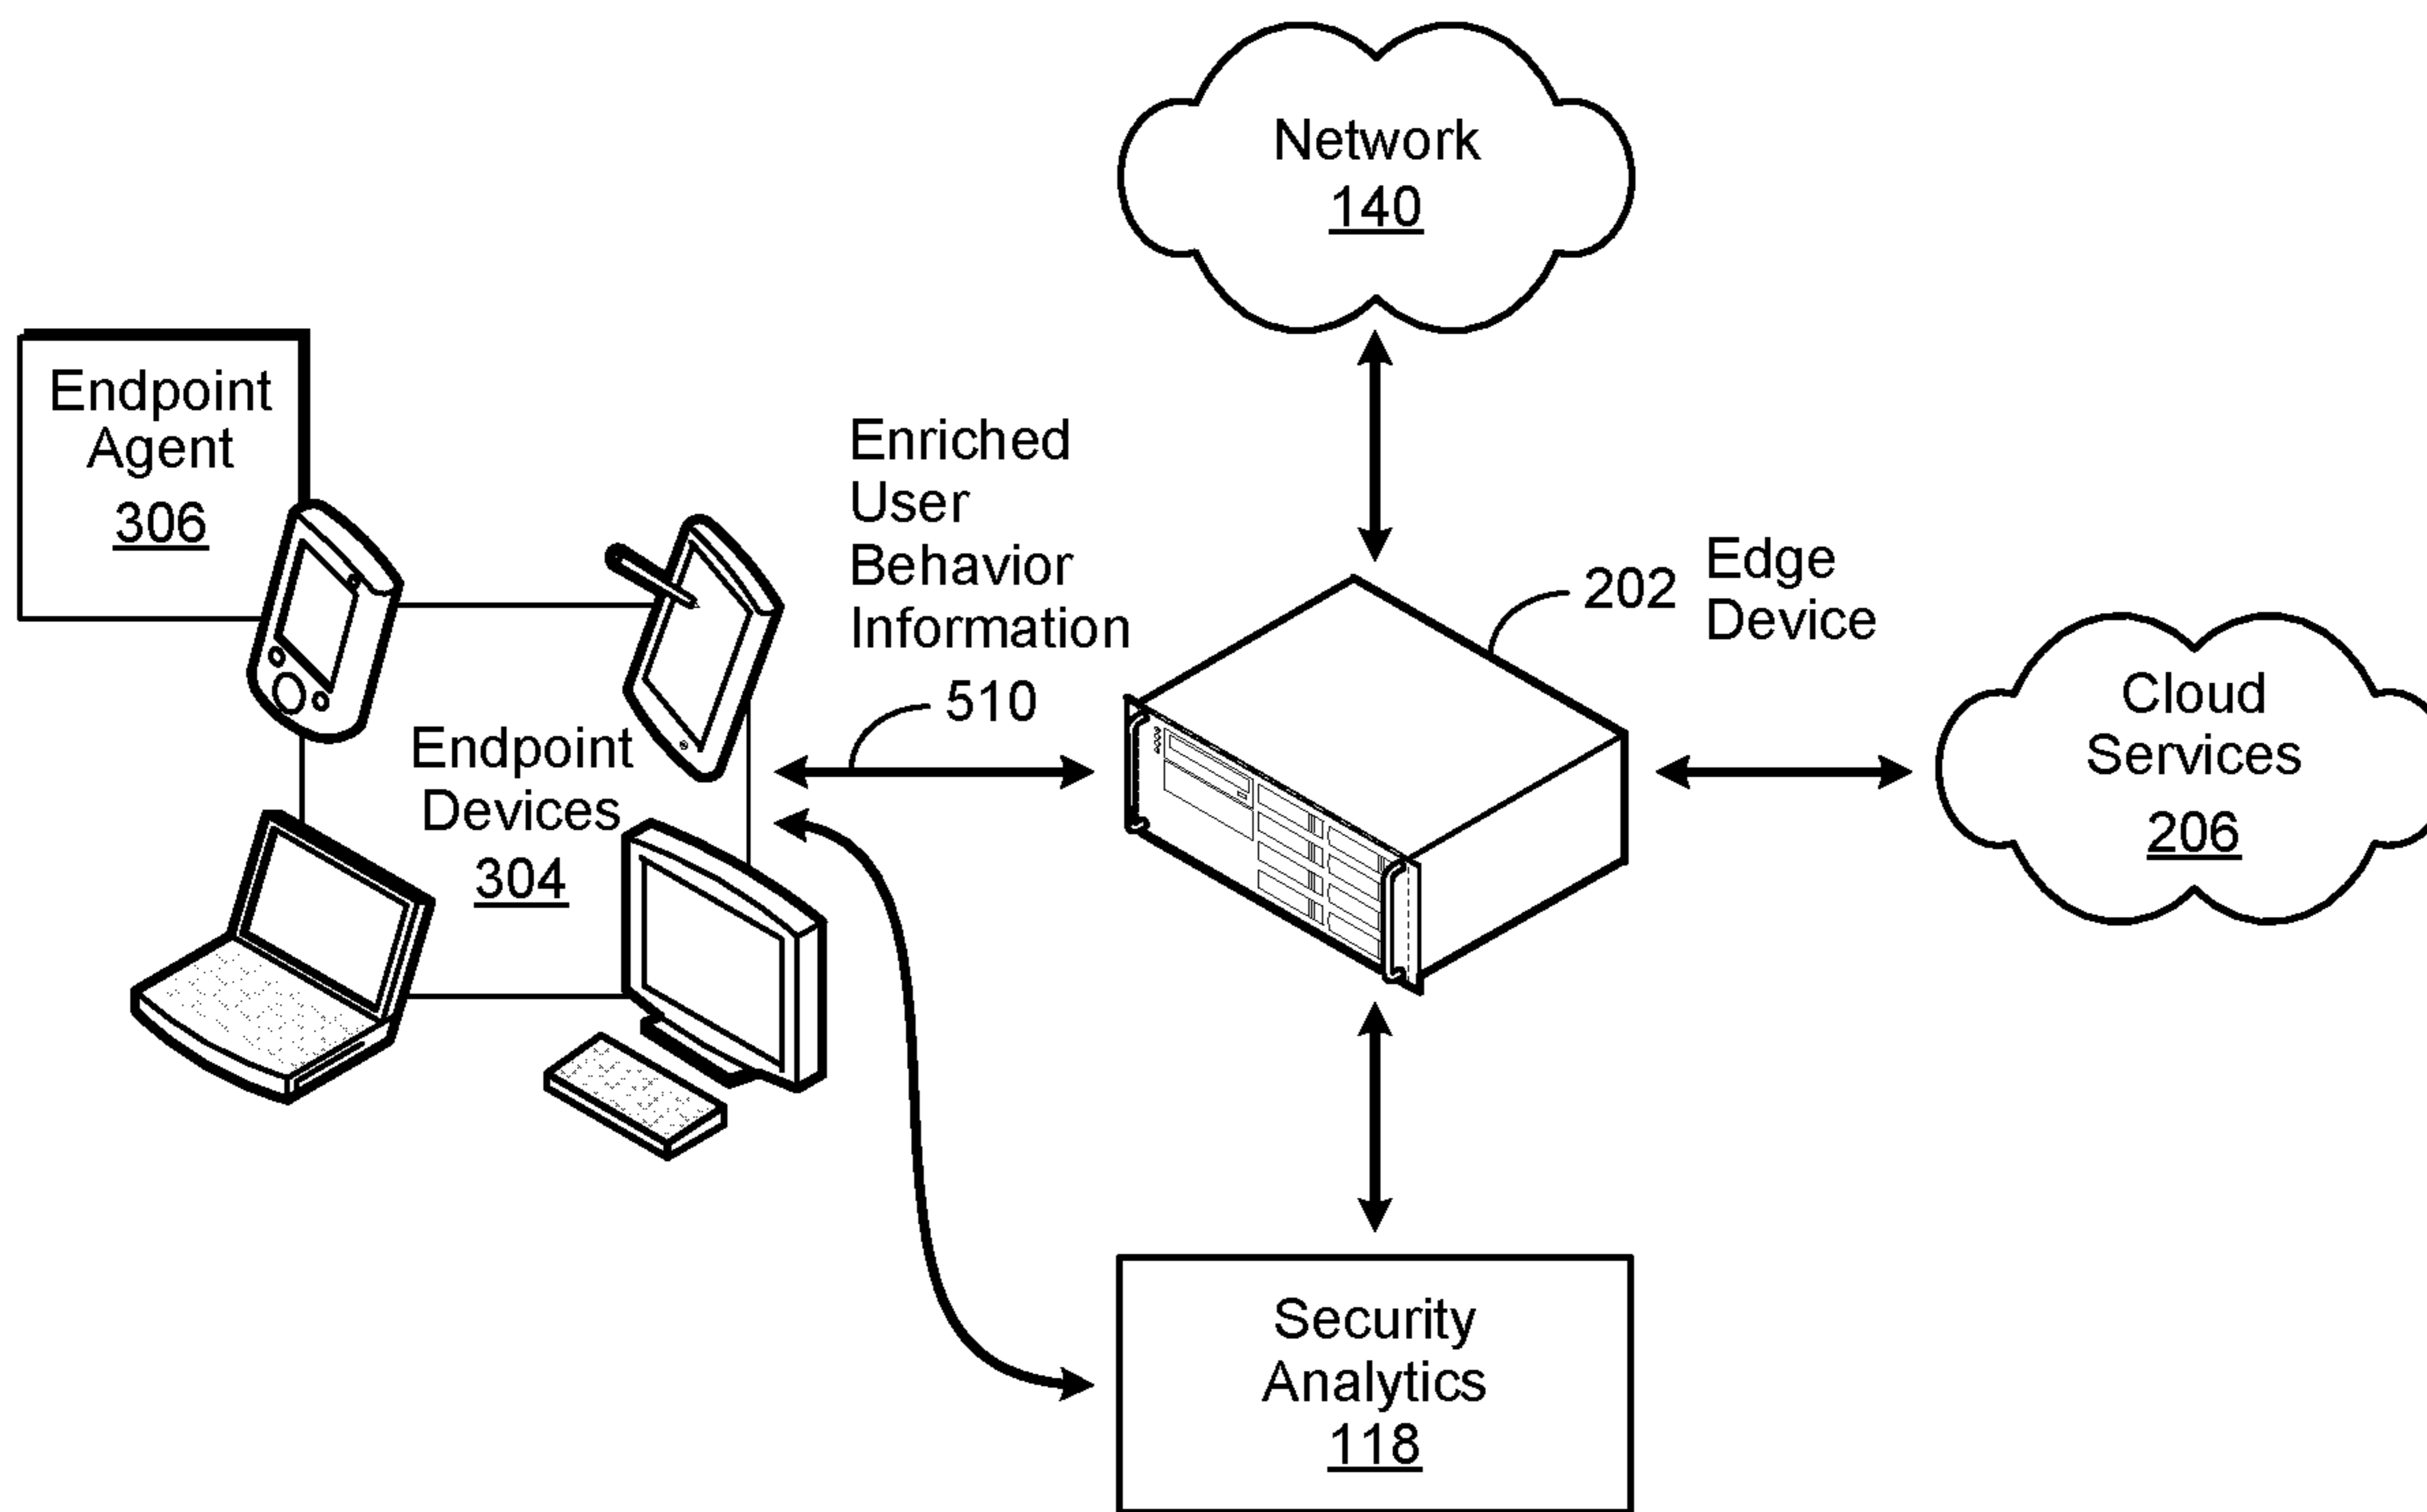 Network
140
Endpoint
Agent
306
Enriched
User
Behavior
Information
510
202
Edge
Device
Cloud
Services
206
Endpoint
Devices
304
Security
Analytics
118